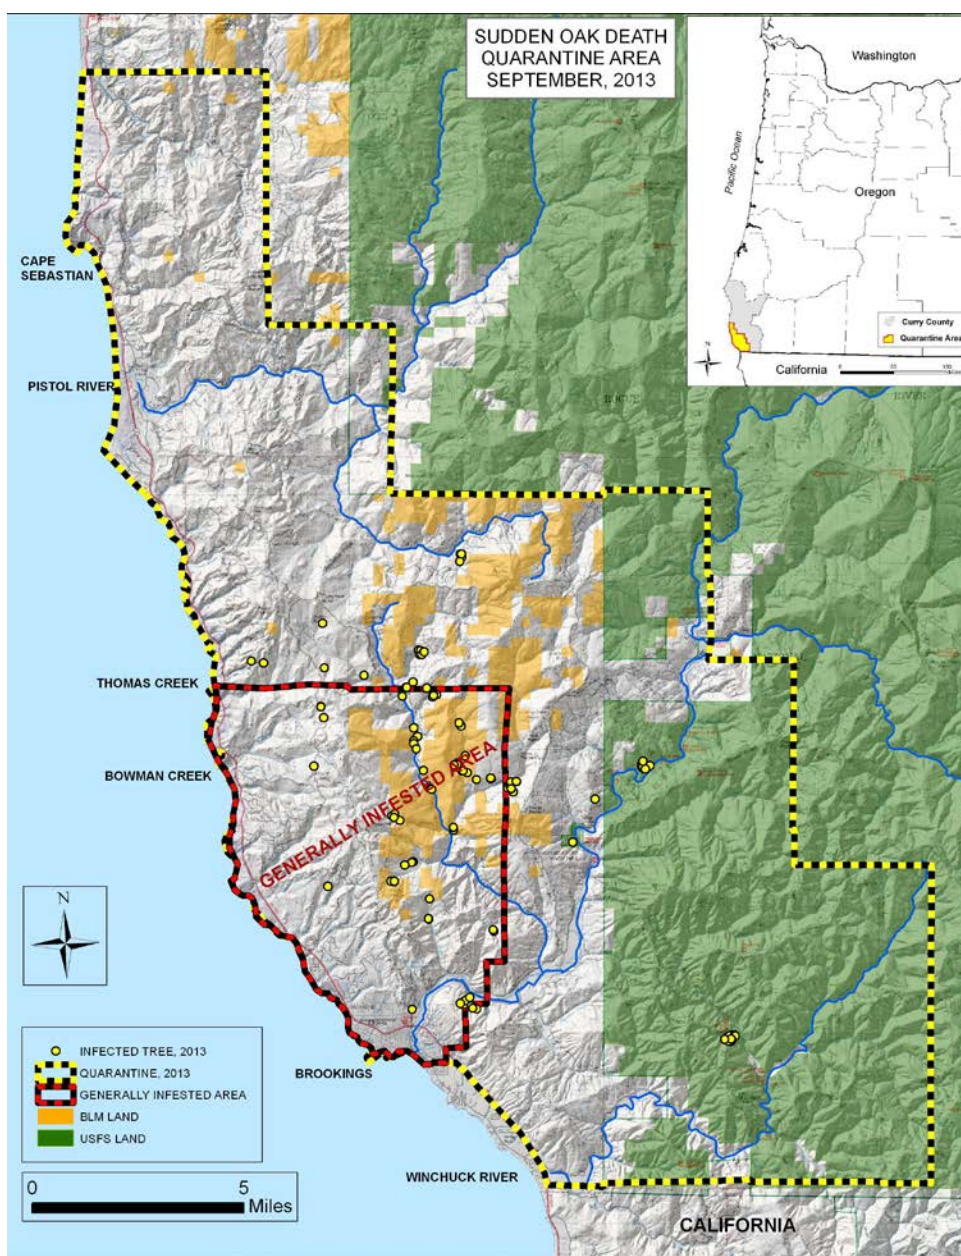 SUDDEN OAK DEATH
QUARANTINE AREA
SEPTEMBER, 2013
Washington
Pacific Ocean
Oregon
Curry County
Quarantine Area
N
California
CAPE
SEBASTIAN
PISTOL RIVER
ROGUE
RIVER
THOMAS CREEK
BOWMAN CREEK
GENERALLY INFESTED AREA
N
INFECTED TREE, 2013
QUARANTINE, 2013
GENERALLY INFESTED AREA
BLM LAND
USFS LAND
BROOKINGS
WINCHUCK RIVER
0 5
Miles
CALIFORNIA